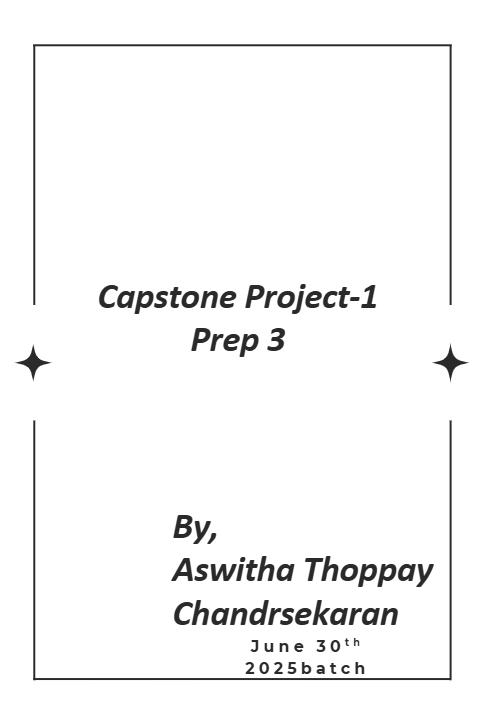 Capstone Project-1
Prep 3
By,
Aswitha Thoppay
Chandrsekaran
June 30th
2025batch